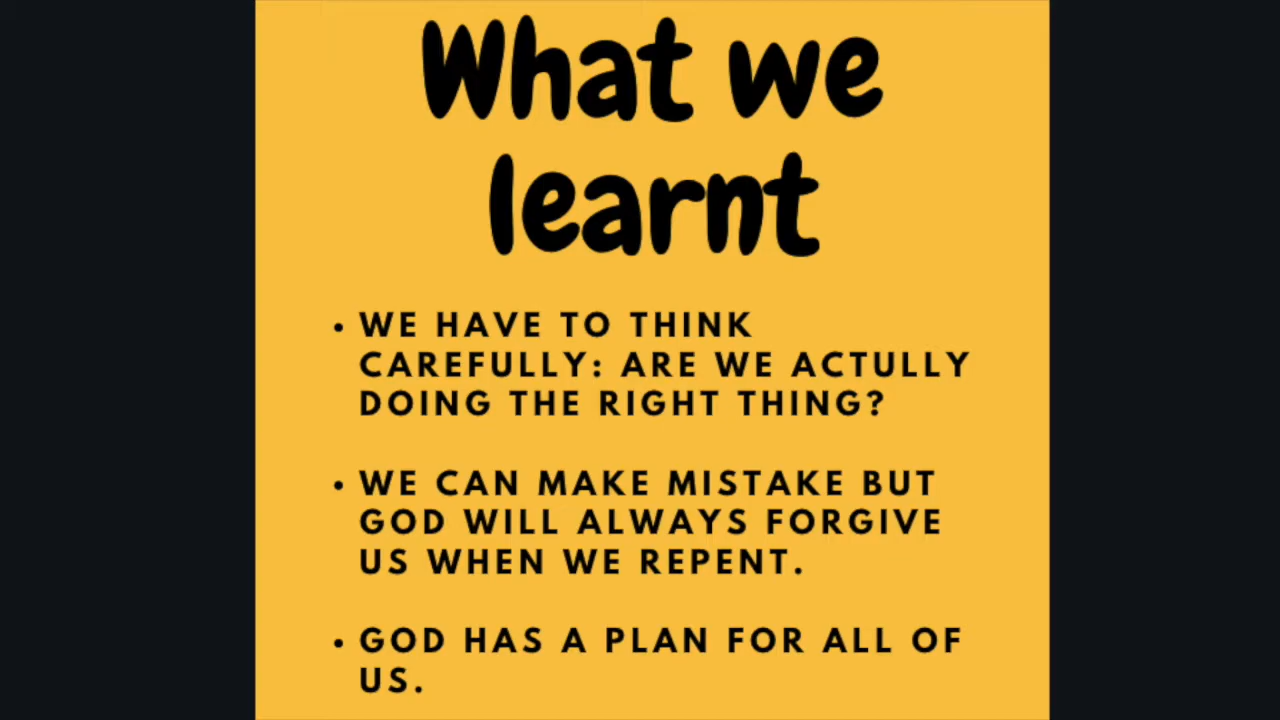 What we
learnt
• WE HAVE TO THINK
CAREFULLY: ARE WE ACTULLY
DOING THE RIGHT THING?
• WE CAN MAKE MISTAKE BUT
GOD WILL ALWAYS FORGIVE
US WHEN WE REPENT.
• GOD HAS A PLAN FOR ALL OF
US.